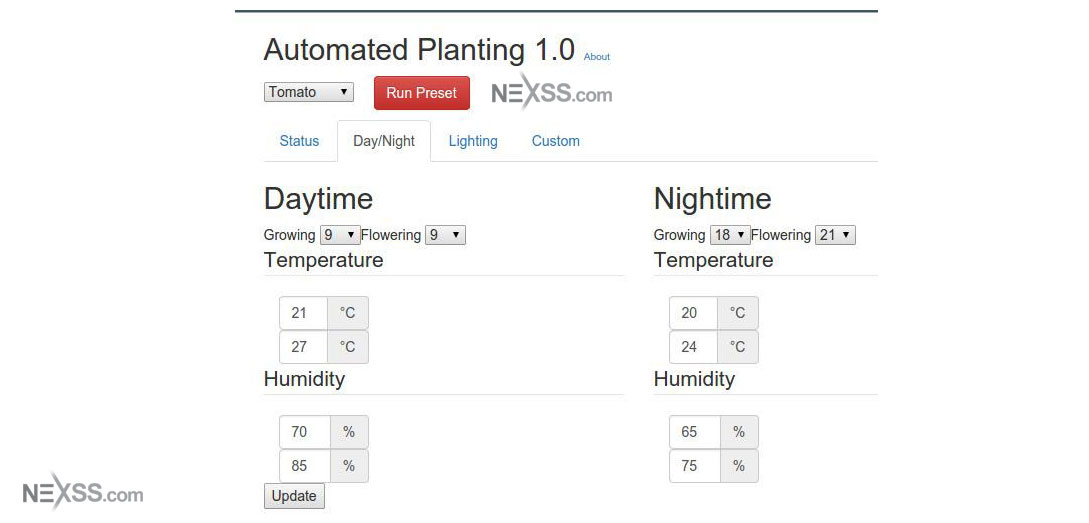 Automated Planting 1.0 About
Tomato Run Preset NEXSS.com
Status Day/Night Lighting Custom
Daytime
Growing 9 Flowering 9
Temperature
21 °C
27 °C
Humidity
70 %
85 %
Update
Nightime
Growing 18 Flowering 21
Temperature
20 °C
24 °C
Humidity
65 %
75 %
NEXSS.com